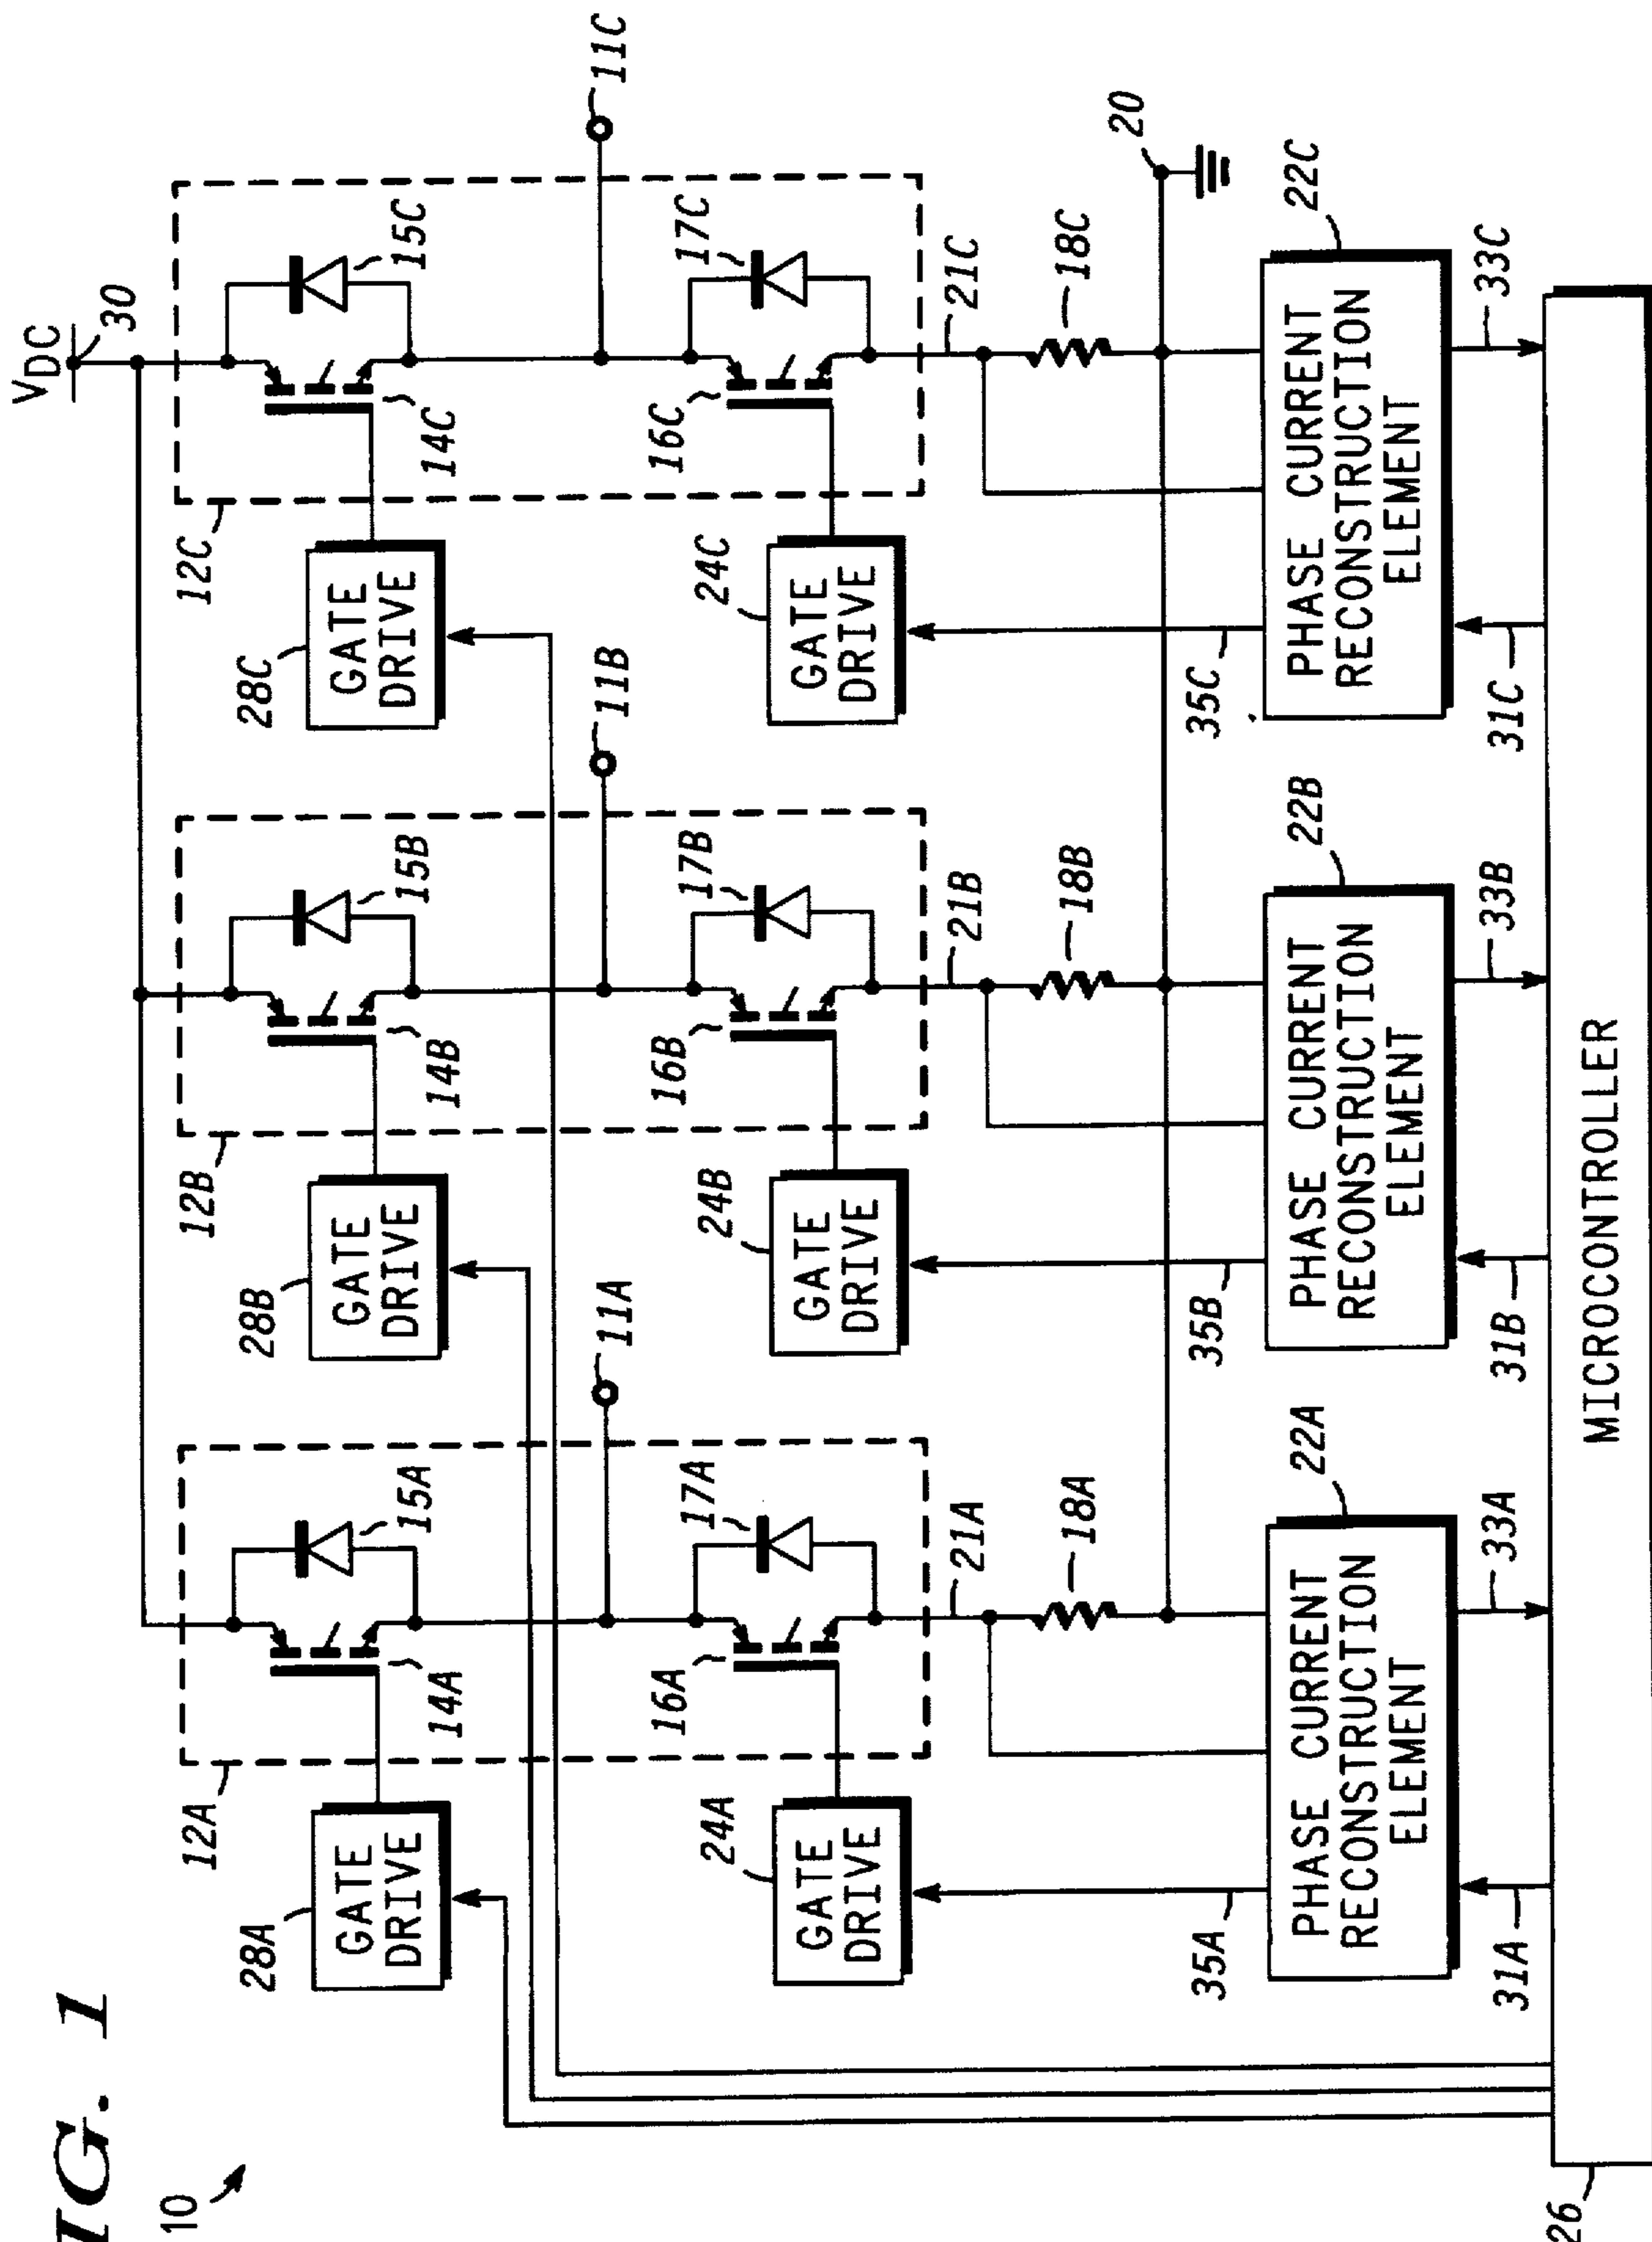 IG. 1
10
VDC
30
12A
12B
12C
15A
15B
15C
14A
14B
14C
28A
GATE
DRIVE
28B
GATE
DRIVE
28C
GATE
DRIVE
11A
11B
11C
17A
17B
17C
16A
16B
16C
24A
GATE
DRIVE
24B
GATE
DRIVE
24C
GATE
DRIVE
21A
21B
21C
18A
18B
18C
20
35A
35B
35C
22A
PHASE CURRENT
RECONSTRUCTION
ELEMENT
22B
PHASE CURRENT
RECONSTRUCTION
ELEMENT
22C
PHASE CURRENT
RECONSTRUCTION
ELEMENT
31A
33A
31B
33B
31C
33C
MICROCONTROLLER
26